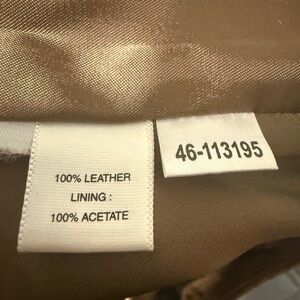 100% LEATHER
LINING :
100% ACETATE
46-113195